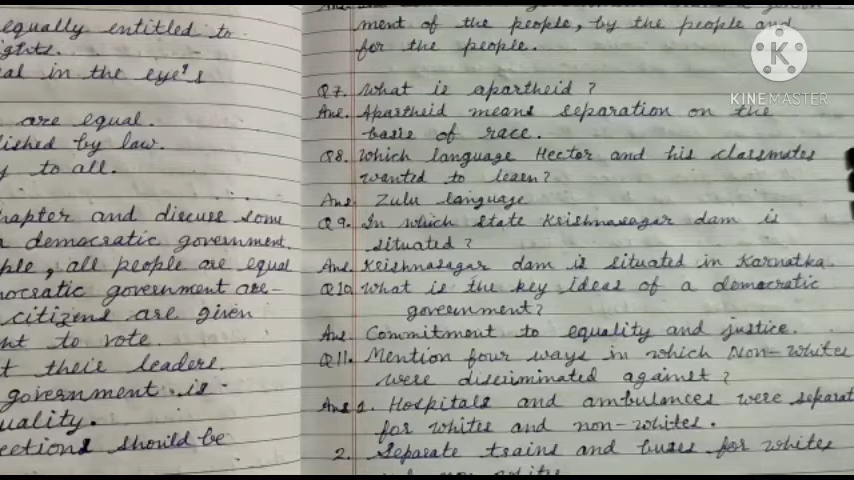 equally entitled to
ights.
al in the eye's
are equal.
lished by law.
y to all.
hapter and discuss some
a democratic government.
ple, all people are equal
mocratic government are-
citizens are given
ht to vote.
t their leaders.
government is
uality.
ections should be
ment of the people, by the people and
for the people.
Q7. What is apartheid?
Ans. Apartheid means separation on the
basis of race.
Q8. Which language Hector and his classmates
wanted to learn?
Ans Zulu language
Q9. In which state Krishnasagar dam is
situated?
Ans. Krishnasagar dam is situated in Karnatka.
Q10. What is the key ideas of a democratic
government?
Ans. Commitment to equality and justice.
Q11. Mention four ways in which Non-whites
were discriminated against?
Ans 1. Hospitals and ambulances were separat
for whites and non-whites.
2. Separate trains and buses for whites
KINEMASTER